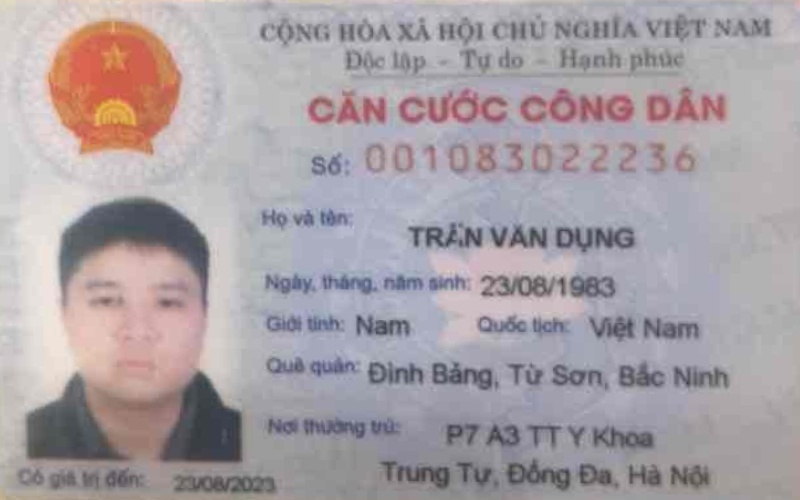 CỘNG HÒA XÃ HỘI CHỦ NGHĨA VIỆT NAM
Độc lập - Tự do - Hạnh phúc
CĂN CƯỚC CÔNG DÂN
Số: 001083022236
Họ và tên:
TRẦN VĂN DỤNG
Ngày, tháng, năm sinh: 23/08/1983
Giới tính: Nam Quốc tịch: Việt Nam
Quê quán: Đình Bảng, Từ Sơn, Bắc Ninh
Nơi thường trú: P7 A3 TT Y Khoa
Trung Tự, Đống Đa, Hà Nội
Có giá trị đến: 23/08/2023